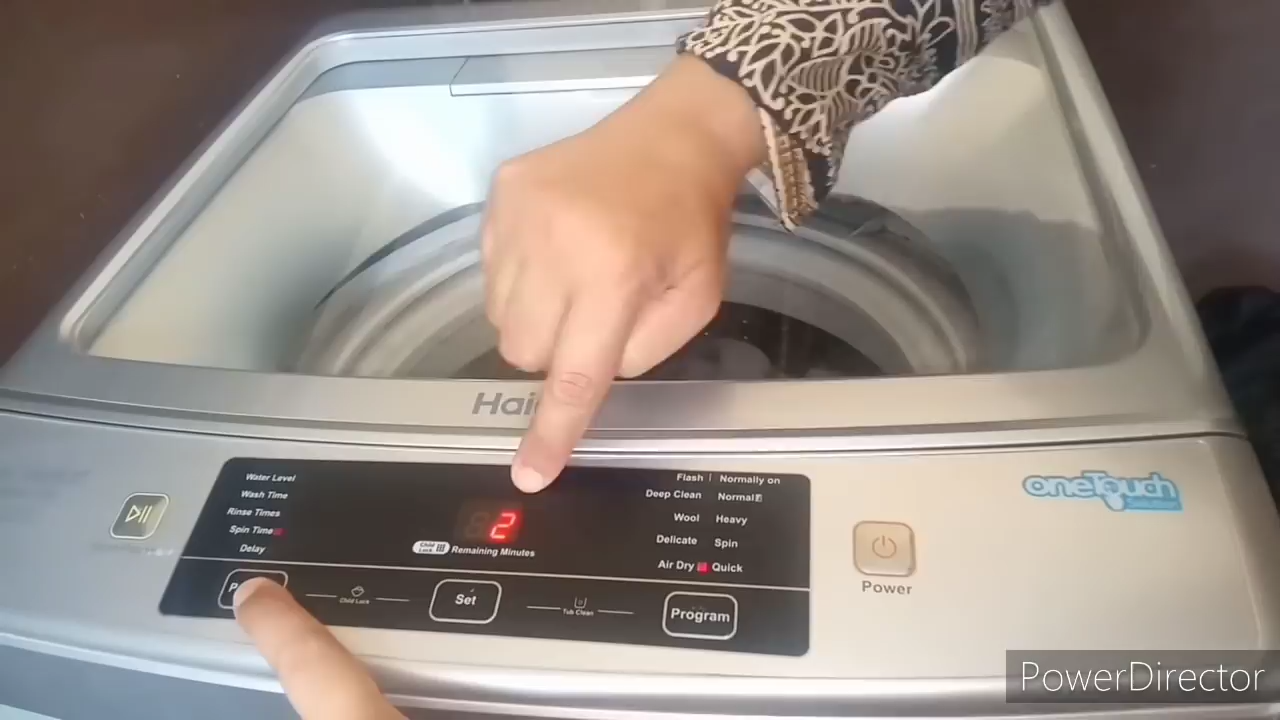 Hai
Water Level
Wash Time
Rinse Times
Spin Time
Delay
2
Child Lock
Remaining Minutes
Flash
Normally on
Deep Clean
Normal
Wool
Heavy
Delicate
Spin
Air Dry
Quick
P
Child Lock
Set
Tub Clean
Program
Power
oneTouch
PowerDirector